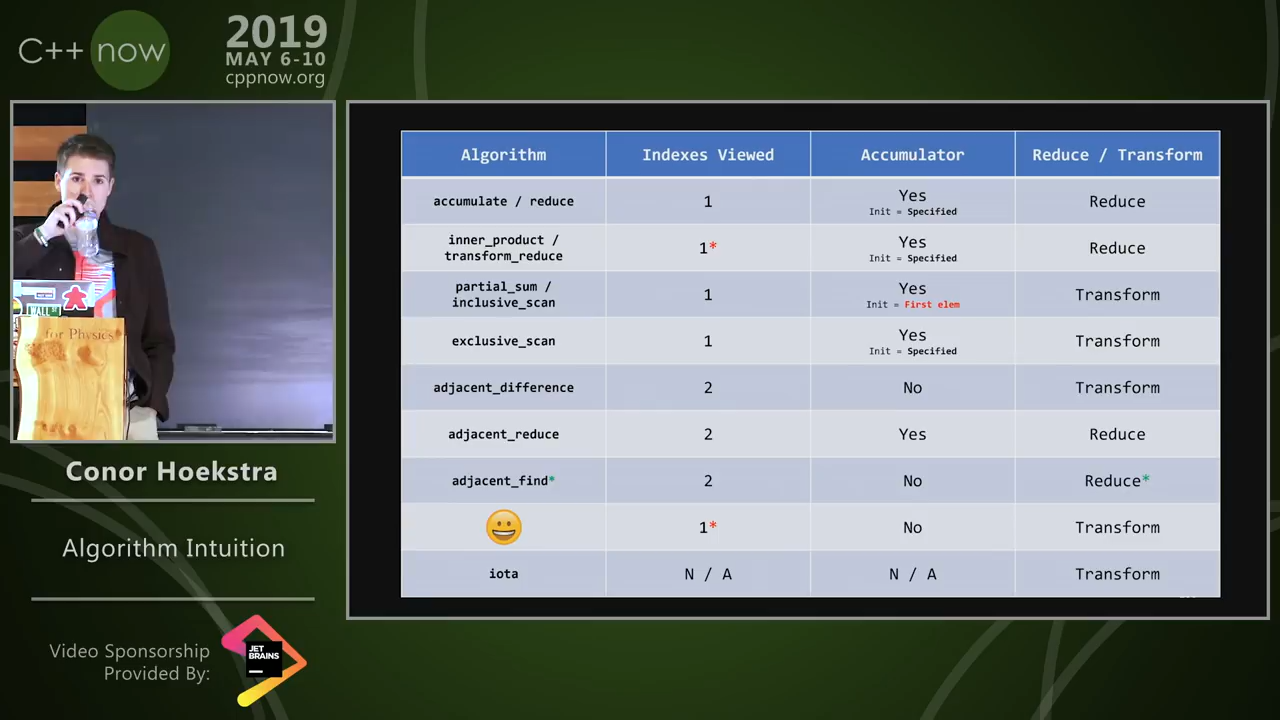 C++ now
2019
MAY 6-10
cppnow.org
for Physics
Conor Hoekstra
Algorithm Intuition
Video Sponsorship
Provided By:
JET
BRAINS
Algorithm Indexes Viewed Accumulator Reduce / Transform
accumulate / reduce 1 Yes Reduce
Init = Specified
inner_product / 1* Yes Reduce
transform_reduce Init = Specified
partial_sum / 1 Yes Transform
inclusive_scan Init = First elem
exclusive_scan 1 Yes Transform
Init = Specified
adjacent_difference 2 No Transform
adjacent_reduce 2 Yes Reduce
adjacent_find* 2 No Reduce*
1* No Transform
iota N / A N / A Transform